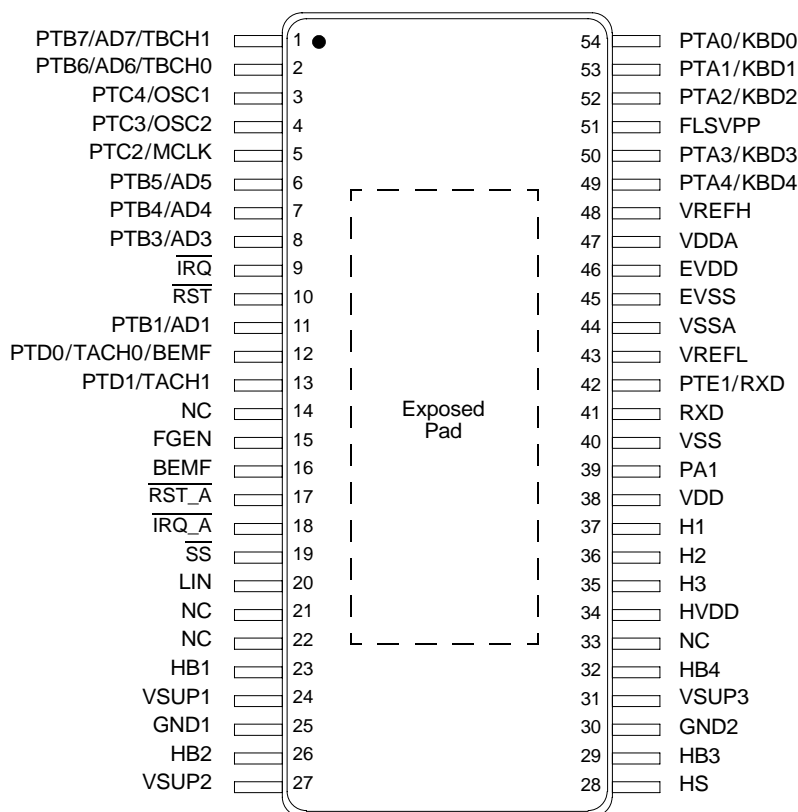 PTB7/AD7/TBCH1 1 54 PTA0/KBD0
PTB6/AD6/TBCH0 2 53 PTA1/KBD1
PTC4/OSC1 3 52 PTA2/KBD2
PTC3/OSC2 4 51 FLSVPP
PTC2/MCLK 5 50 PTA3/KBD3
PTB5/AD5 6 49 PTA4/KBD4
PTB4/AD4 7 48 VREFH
PTB3/AD3 8 47 VDDA
IRQ 9 46 EVDD
RST 10 45 EVSS
PTB1/AD1 11 44 VSSA
PTD0/TACH0/BEMF 12 43 VREFL
PTD1/TACH1 13 42 PTE1/RXD
NC 14 Exposed 41 RXD
FGEN 15 Pad 40 VSS
BEMF 16 39 PA1
RST_A 17 38 VDD
IRQ_A 18 37 H1
SS 19 36 H2
LIN 20 35 H3
NC 21 34 HVDD
NC 22 33 NC
HB1 23 32 HB4
VSUP1 24 31 VSUP3
GND1 25 30 GND2
HB2 26 29 HB3
VSUP2 27 28 HS